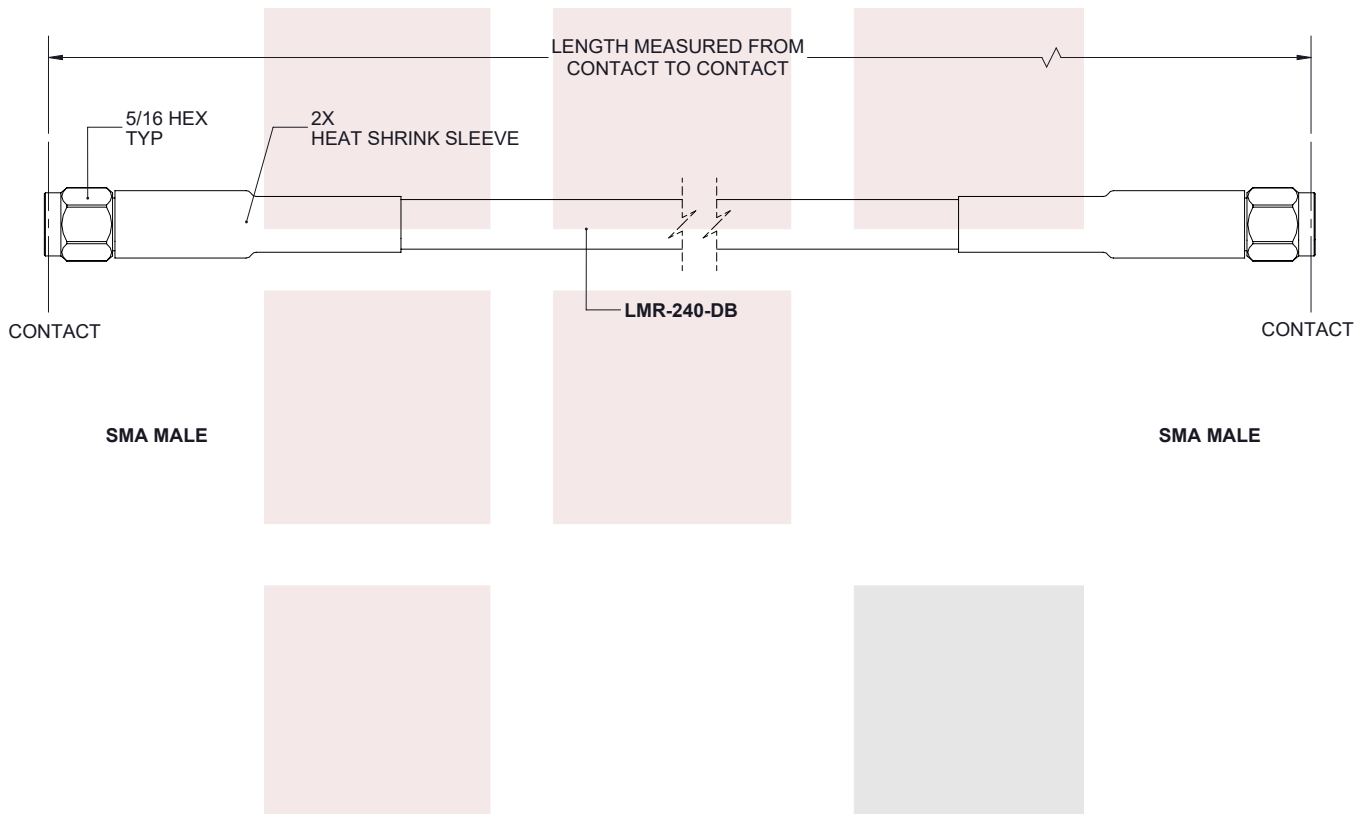 LENGTH MEASURED FROM
CONTACT TO CONTACT
5/16 HEX
TYP
2X
HEAT SHRINK SLEEVE
LMR-240-DB
CONTACT
CONTACT
SMA MALE
SMA MALE